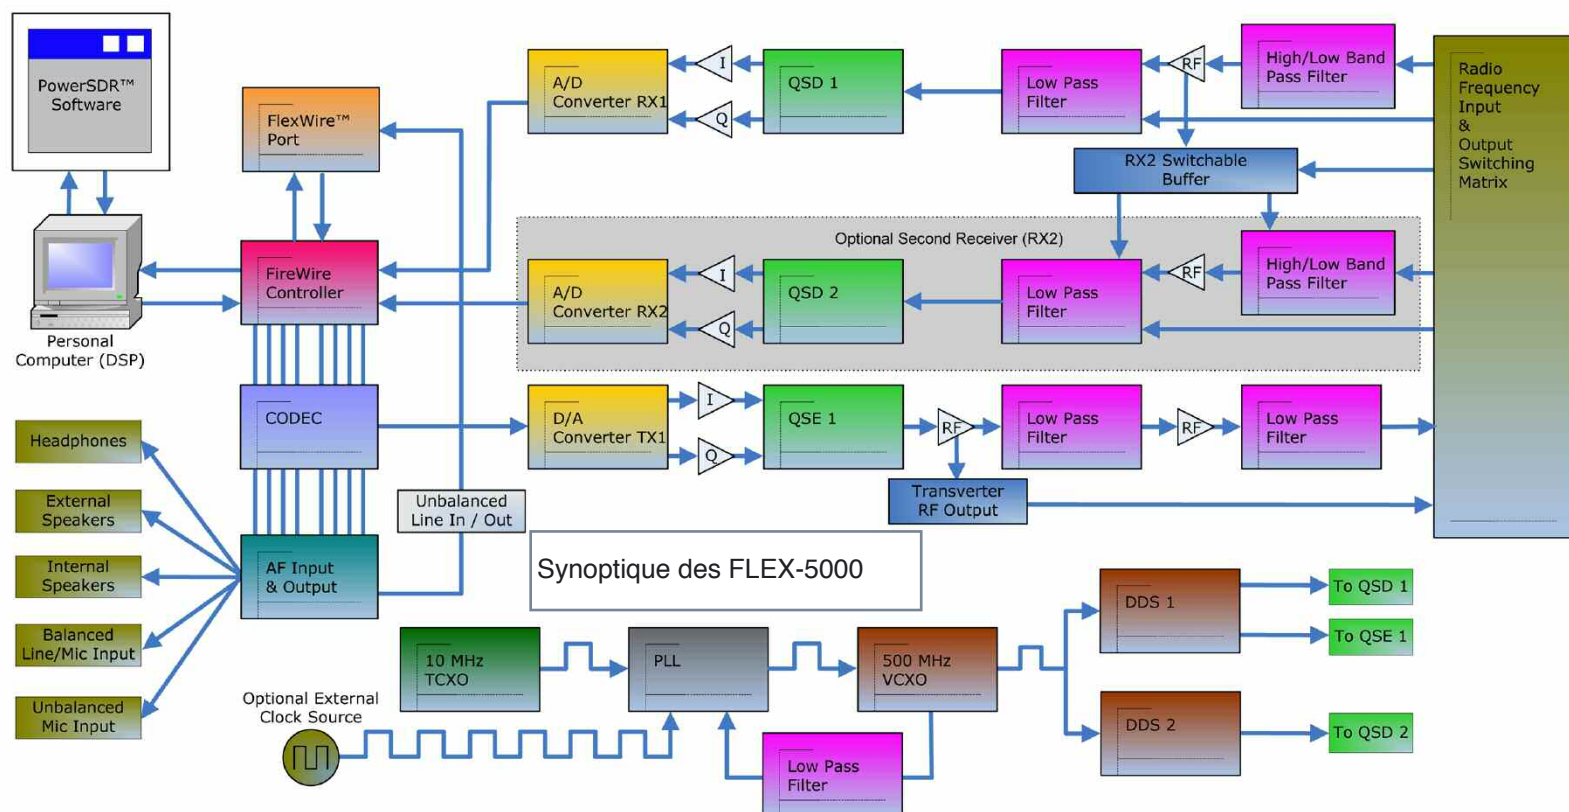 PowerSDR™
Software
Personal
Computer (DSP)
FlexWire™
Port
FireWire
Controller
CODEC
AF Input
& Output
Unbalanced
Line In / Out
Headphones
External
Speakers
Internal
Speakers
Balanced
Line/Mic Input
Unbalanced
Mic Input
A/D
Converter RX1
I
Q
QSD 1
Low Pass
Filter
RF
High/Low Band
Pass Filter
Radio
Frequency
Input
&
Output
Switching
Matrix
RX2 Switchable
Buffer
Optional Second Receiver (RX2)
A/D
Converter RX2
I
Q
QSD 2
Low Pass
Filter
RF
High/Low Band
Pass Filter
D/A
Converter TX1
I
Q
QSE 1
RF
Low Pass
Filter
RF
Low Pass
Filter
Transverter
RF Output
Synoptique des FLEX-5000
10 MHz
TCXO
PLL
500 MHz
VCXO
DDS 1
To QSD 1
To QSE 1
DDS 2
To QSD 2
Optional External
Clock Source
Low Pass
Filter